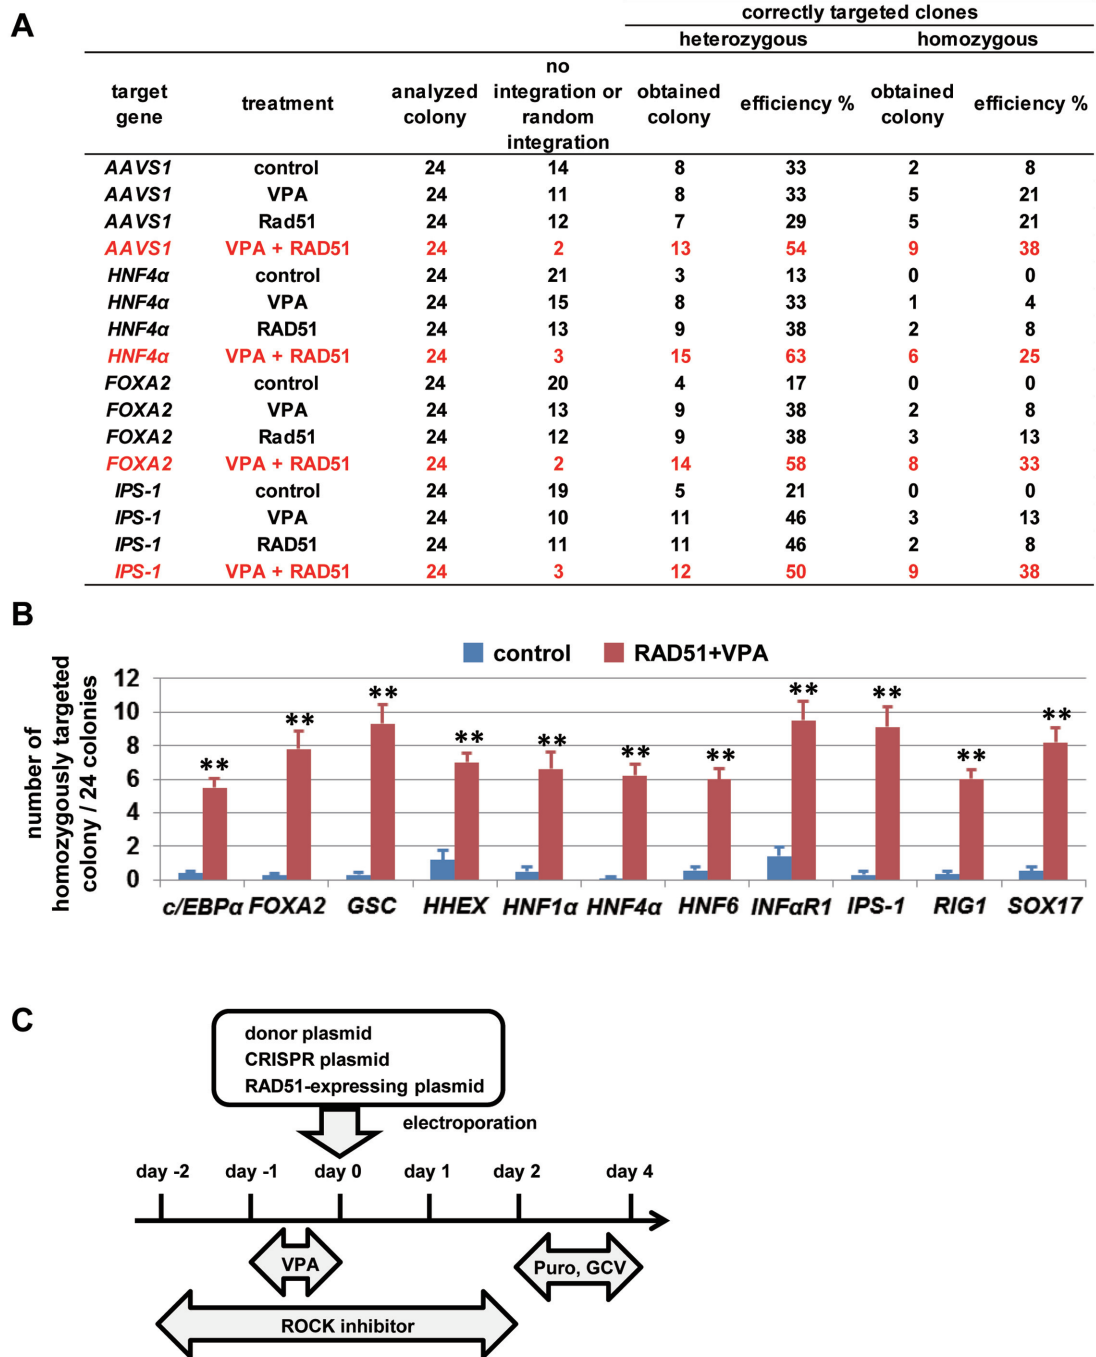 A
correctly targeted clones
heterozygous homozygous
target gene treatment analyzed colony no integration or random integration obtained colony efficiency % obtained colony efficiency %
AAVS1 control 24 14 8 33 2 8
AAVS1 VPA 24 11 8 33 5 21
AAVS1 Rad51 24 12 7 29 5 21
AAVS1 VPA + RAD51 24 2 13 54 9 38
HNF4α control 24 21 3 13 0 0
HNF4α VPA 24 15 8 33 1 4
HNF4α RAD51 24 13 9 38 2 8
HNF4α VPA + RAD51 24 3 15 63 6 25
FOXA2 control 24 20 4 17 0 0
FOXA2 VPA 24 13 9 38 2 8
FOXA2 Rad51 24 12 9 38 3 13
FOXA2 VPA + RAD51 24 2 14 58 8 33
IPS-1 control 24 19 5 21 0 0
IPS-1 VPA 24 10 11 46 3 13
IPS-1 RAD51 24 11 11 46 2 8
IPS-1 VPA + RAD51 24 3 12 50 9 38
B
control RAD51+VPA
number of
homozygously targeted
colony / 24 colonies
12
10
8
6
4
2
0
** ** ** ** ** ** ** ** ** ** **
c/EBPα FOXA2 GSC HHEX HNF1α HNF4α HNF6 INFαR1 IPS-1 RIG1 SOX17
C
donor plasmid
CRISPR plasmid
RAD51-expressing plasmid
electroporation
day -2 day -1 day 0 day 1 day 2 day 4
VPA Puro, GCV
ROCK inhibitor